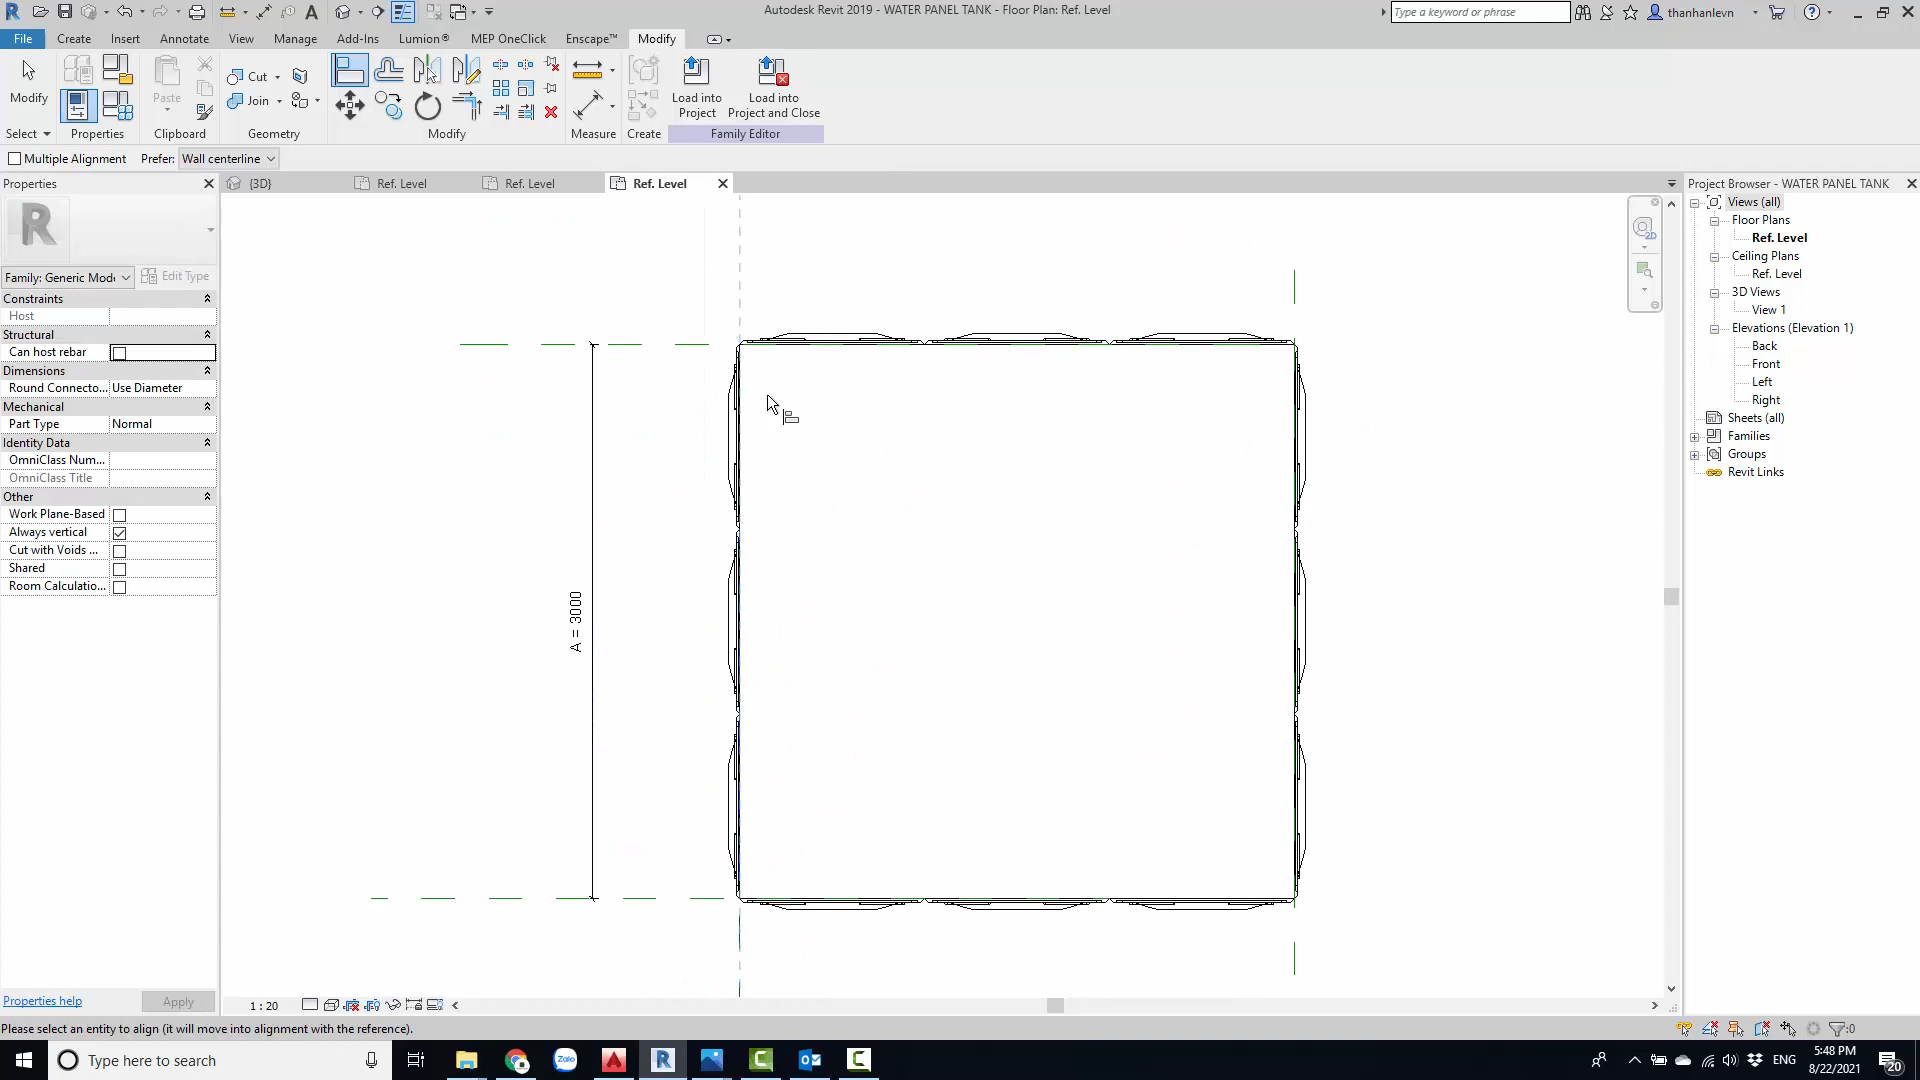 Autodesk Revit 2019 - WATER PANEL TANK - Floor Plan: Ref. Level
Type a keyword or phrase
thanhanlevn
File
Create
Insert
Annotate
View
Manage
Add-Ins
Lumion®
MEP OneClick
Enscape™
Modify
Modify
Paste
Cut
Join
Load into
Project
Load into
Project and Close
Select
Properties
Clipboard
Geometry
Modify
Measure
Create
Family Editor
Multiple Alignment
Prefer:
Wall centerline
Properties
{3D}
Ref. Level
Ref. Level
Ref. Level
Project Browser - WATER PANEL TANK
Family: Generic Mod
Edit Type
Constraints
Host
Structural
Can host rebar
Dimensions
Round Connecto... Use Diameter
Mechanical
Part Type Normal
Identity Data
OmniClass Num...
OmniClass Title
Other
Work Plane-Based
Always vertical
Cut with Voids ...
Shared
Room Calculatio...
Properties help
Apply
A = 3000
2D
Views (all)
Floor Plans
Ref. Level
Ceiling Plans
Ref. Level
3D Views
View 1
Elevations (Elevation 1)
Back
Front
Left
Right
Sheets (all)
Families
Groups
Revit Links
1 : 20
Please select an entity to align (it will move into alignment with the reference).
:0
Type here to search
Zalo
ENG
5:48 PM
8/22/2021
20